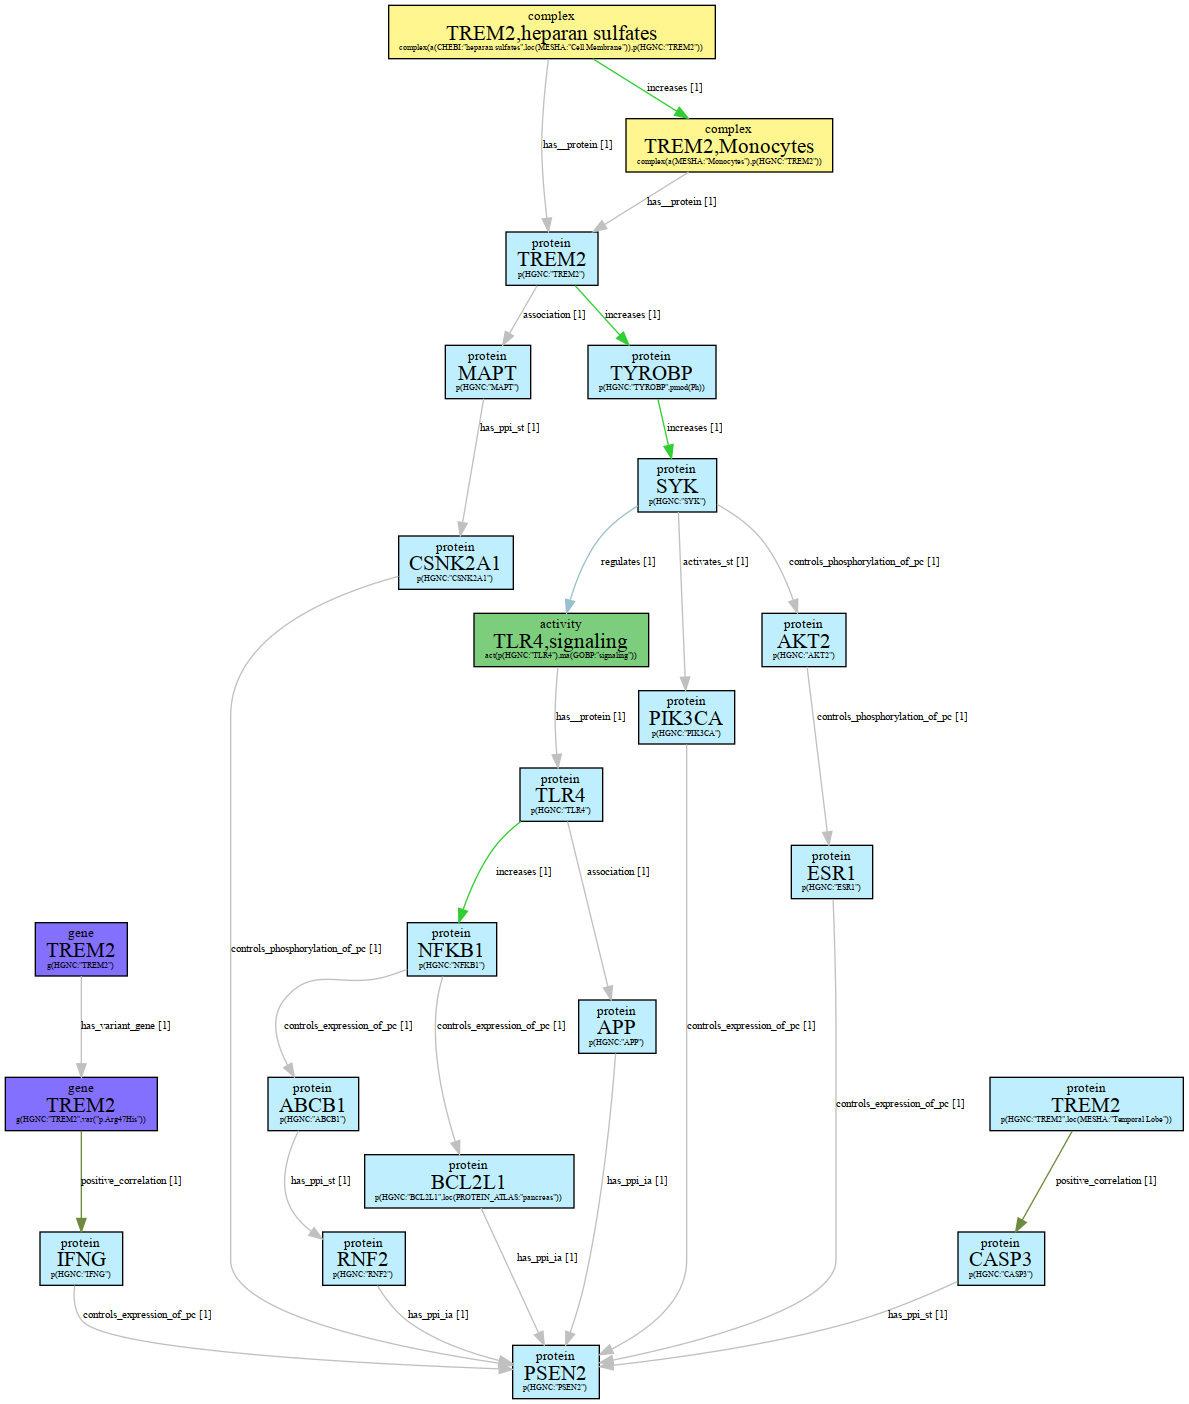 complex
TREM2,heparan sulfates
complex(a(CHEBI:"heparan sulfates",loc(MESHA:"Cell Membrane")),p(HGNC:"TREM2"))
increases [1]
complex
TREM2,Monocytes
complex(a(MESHA:"Monocytes"),p(HGNC:"TREM2"))
has__protein [1]
has__protein [1]
protein
TREM2
p(HGNC:"TREM2")
association [1]
increases [1]
protein
MAPT
p(HGNC:"MAPT")
protein
TYROBP
p(HGNC:"TYROBP",pmod(Ph))
has_ppi_st [1]
increases [1]
protein
SYK
p(HGNC:"SYK")
protein
CSNK2A1
p(HGNC:"CSNK2A1")
regulates [1]
activates_st [1]
controls_phosphorylation_of_pc [1]
activity
TLR4,signaling
act(p(HGNC:"TLR4"),ma(GOBP:"signaling"))
protein
AKT2
p(HGNC:"AKT2")
has__protein [1]
protein
PIK3CA
p(HGNC:"PIK3CA")
controls_phosphorylation_of_pc [1]
protein
TLR4
p(HGNC:"TLR4")
increases [1]
association [1]
protein
ESR1
p(HGNC:"ESR1")
gene
TREM2
g(HGNC:"TREM2")
controls_phosphorylation_of_pc [1]
protein
NFKB1
p(HGNC:"NFKB1")
protein
APP
p(HGNC:"APP")
has_variant_gene [1]
controls_expression_of_pc [1]
controls_expression_of_pc [1]
controls_expression_of_pc [1]
gene
TREM2
g(HGNC:"TREM2",var("p.Arg47His"))
protein
ABCB1
p(HGNC:"ABCB1")
controls_expression_of_pc [1]
protein
TREM2
p(HGNC:"TREM2",loc(MESHA:"Temporal Lobe"))
protein
BCL2L1
p(HGNC:"BCL2L1",loc(PROTEIN_ATLAS:"pancreas"))
positive_correlation [1]
has_ppi_st [1]
has_ppi_ia [1]
positive_correlation [1]
protein
IFNG
p(HGNC:"IFNG")
protein
RNF2
p(HGNC:"RNF2")
has_ppi_ia [1]
protein
CASP3
p(HGNC:"CASP3")
controls_expression_of_pc [1]
has_ppi_ia [1]
has_ppi_st [1]
protein
PSEN2
p(HGNC:"PSEN2")